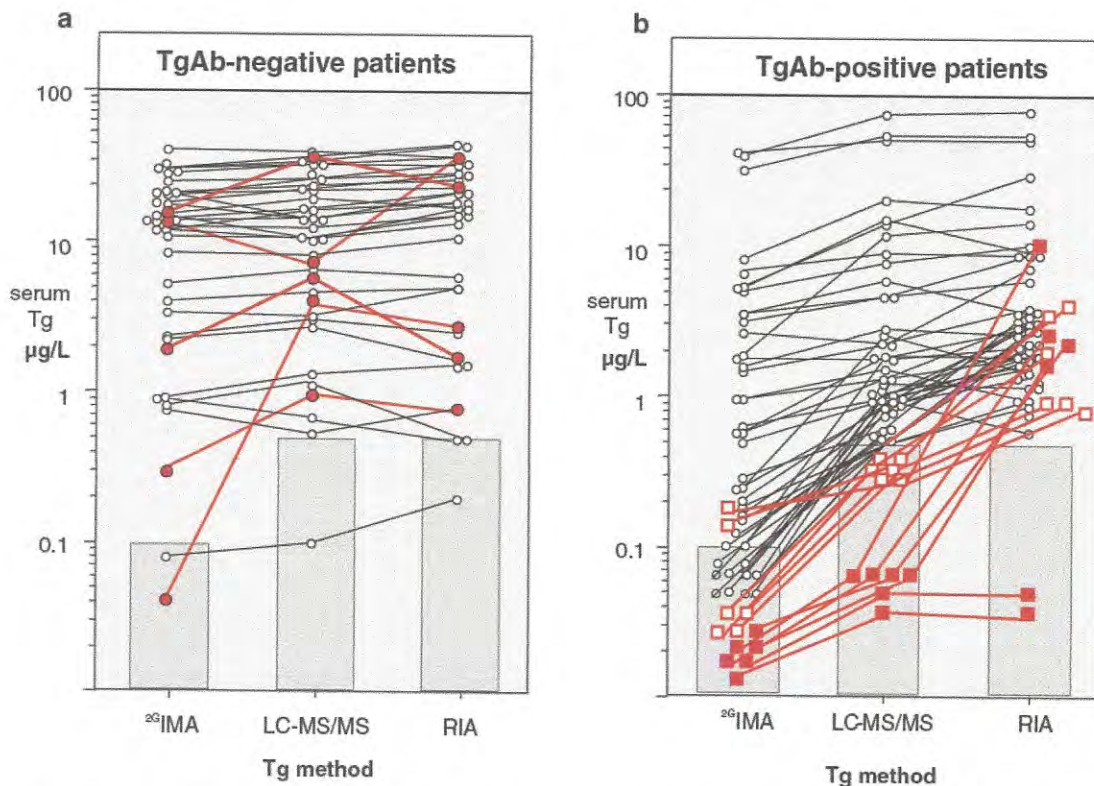 a
TgAb-negative patients
100
10
serum
Tg
µg/L
1
0.1
²ᴳIMA
LC-MS/MS
RIA
Tg method
b
TgAb-positive patients
100
10
serum
Tg
µg/L
1
0.1
²ᴳIMA
LC-MS/MS
RIA
Tg method